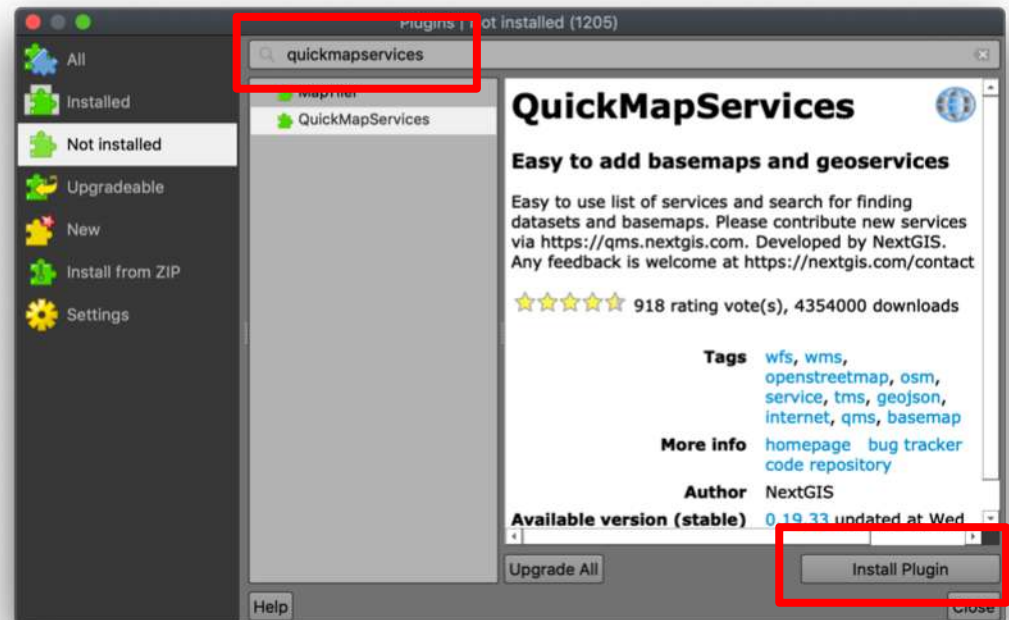 Plugins | Not installed (1205)
quickmapservices
All
Installed
Not installed
Upgradeable
New
Install from ZIP
Settings
MapTiler
QuickMapServices
QuickMapServices
Easy to add basemaps and geoservices
Easy to use list of services and search for finding
datasets and basemaps. Please contribute new services
via https://qms.nextgis.com. Developed by NextGIS.
Any feedback is welcome at https://nextgis.com/contact
918 rating vote(s), 4354000 downloads
Tags wfs, wms,
openstreetmap, osm,
service, tms, geojson,
internet, qms, basemap
More info homepage bug tracker
code repository
Author NextGIS
Available version (stable) 0.19.33 updated at Wed
Upgrade All
Install Plugin
Help
Close